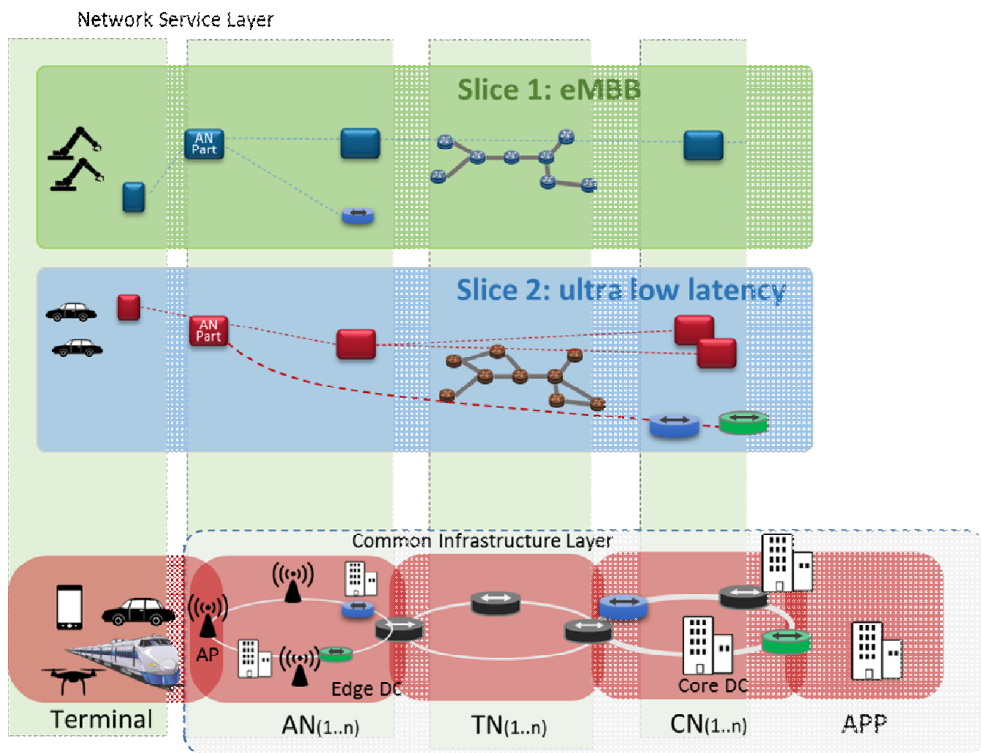 Network Service Layer
Slice 1: eMBB
AN
Part
Slice 2: ultra low latency
AN
Part
Common Infrastructure Layer
AP
Edge DC
Core DC
Terminal
AN(1..n)
TN(1..n)
CN(1..n)
APP